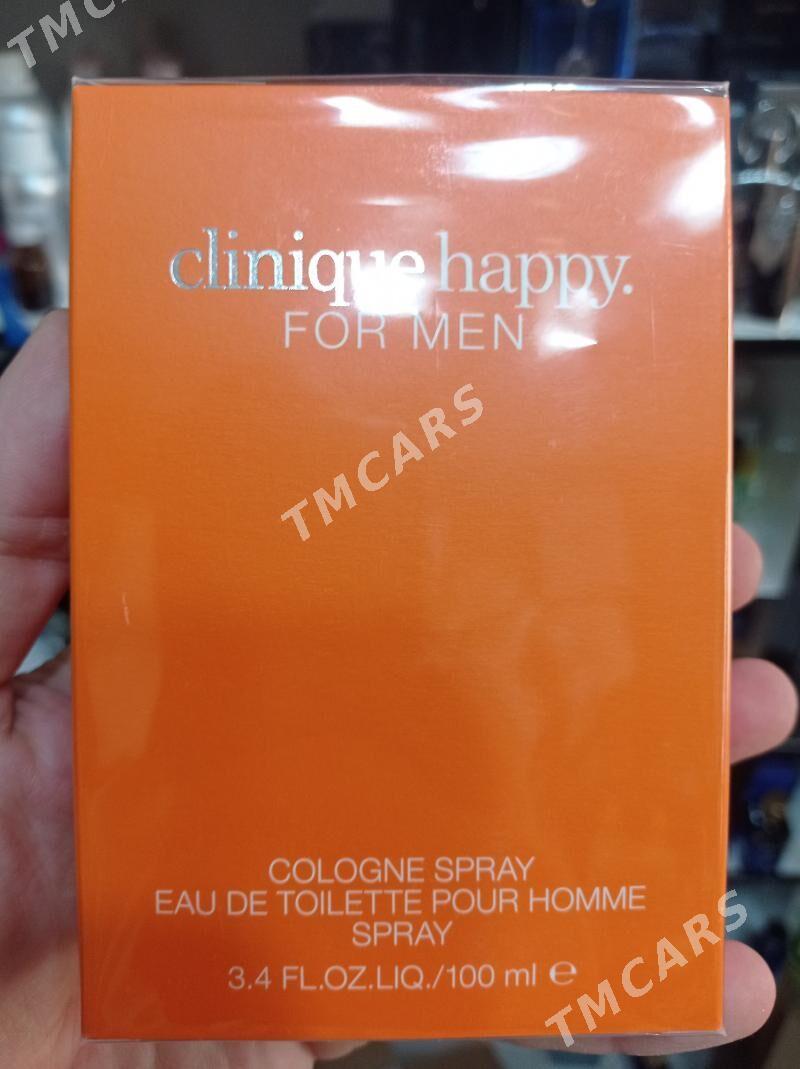 TMCARS
clinique happy.
FOR MEN
TMCARS
COLOGNE SPRAY
EAU DE TOILETTE POUR HOMME
SPRAY
3.4 FL.OZ.LIQ./100 ml ℮
TMCARS